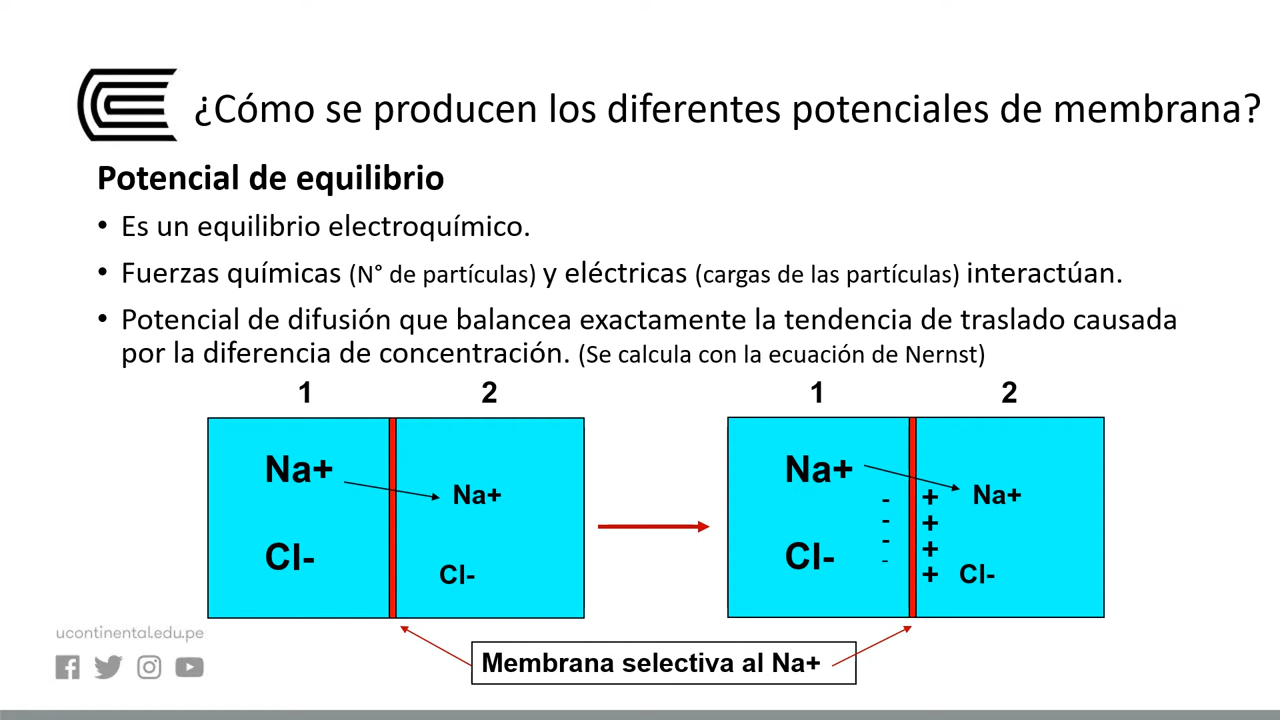 ¿Cómo se producen los diferentes potenciales de membrana?
Potencial de equilibrio
• Es un equilibrio electroquímico.
• Fuerzas químicas (N° de partículas) y eléctricas (cargas de las partículas) interactúan.
• Potencial de difusión que balancea exactamente la tendencia de traslado causada
por la diferencia de concentración. (Se calcula con la ecuación de Nernst)
1 2
Na+
Na+
Cl-
Cl-
1 2
Na+
Na+
- +
- +
- +
- +
Cl-
Cl-
Membrana selectiva al Na+
ucontinental.edu.pe